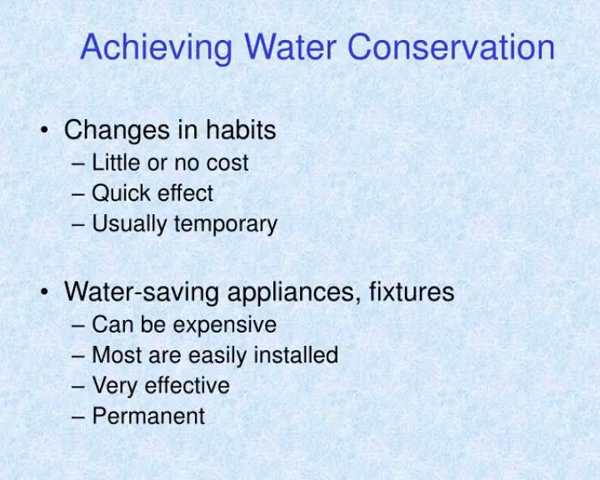 Achieving Water Conservation
• Changes in habits
– Little or no cost
– Quick effect
– Usually temporary
• Water-saving appliances, fixtures
– Can be expensive
– Most are easily installed
– Very effective
– Permanent